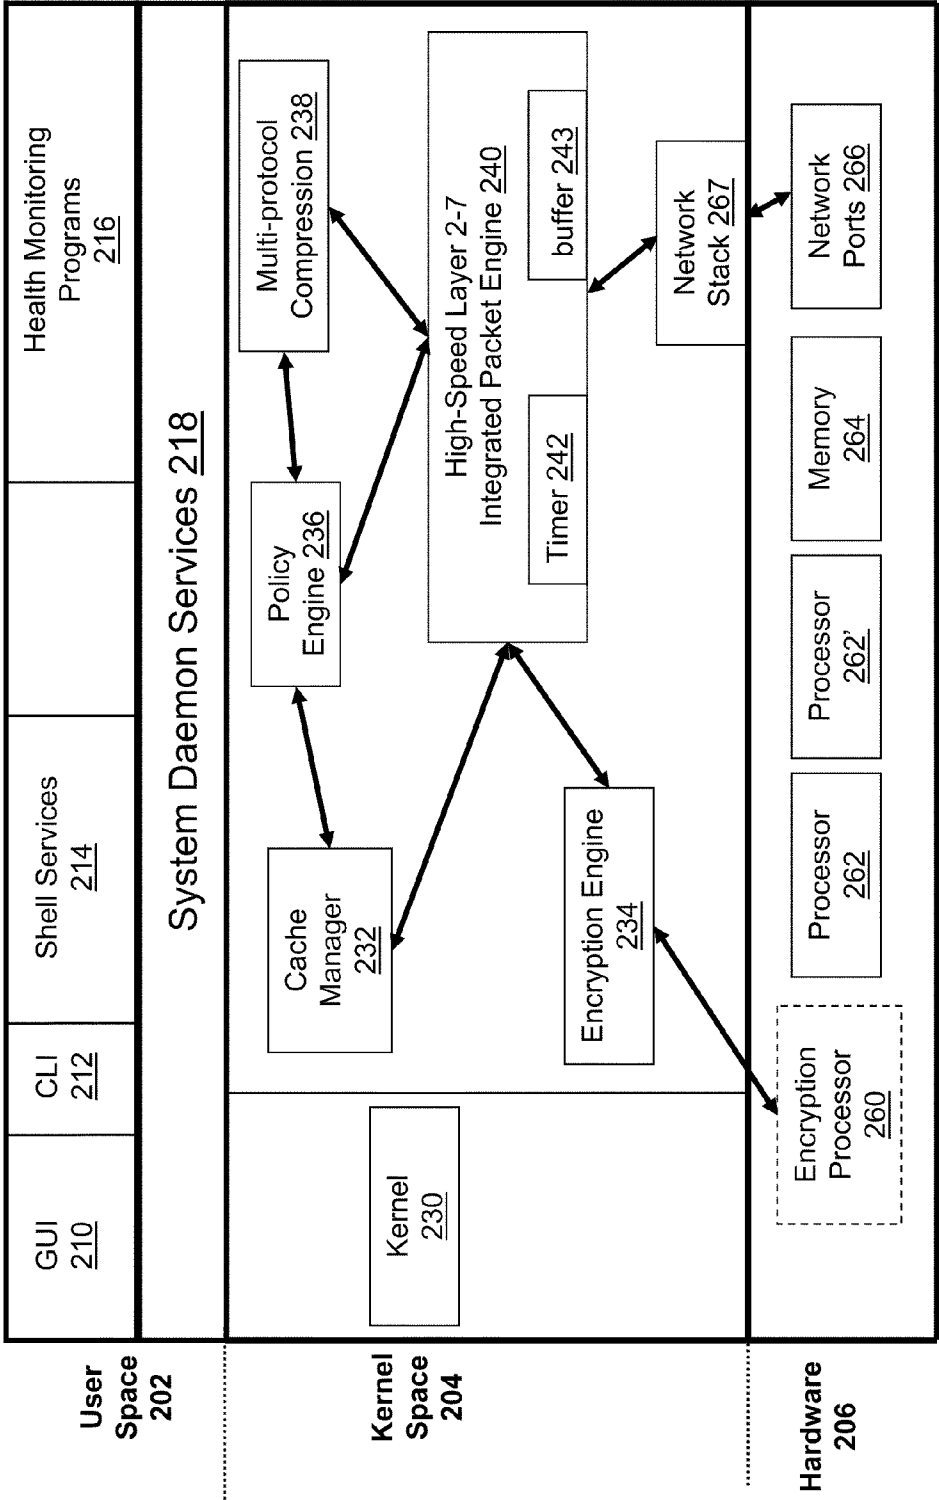 User
Space
202
GUI
210
CLI
212
Shell Services
214
Health Monitoring
Programs
216
System Daemon Services 218
Kernel
Space
204
Kernel
230
Cache
Manager
232
Policy
Engine 236
Multi-protocol
Compression 238
High-Speed Layer 2-7
Integrated Packet Engine 240
Timer 242
buffer 243
Encryption Engine
234
Network
Stack 267
Hardware
206
Encryption
Processor
260
Processor
262
Processor
262'
Memory
264
Network
Ports 266